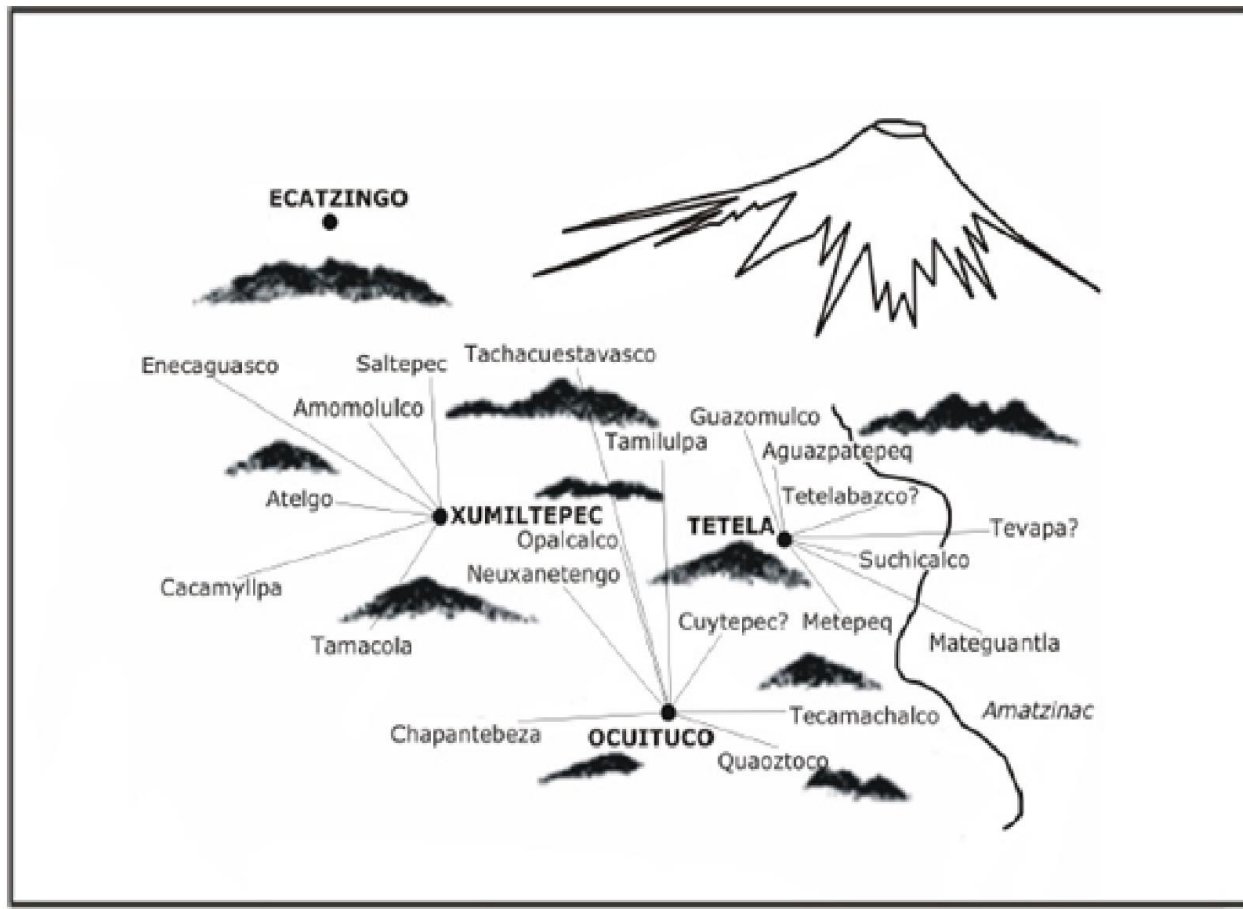 ECATZINGO
Tachacuestavasco
Enecaguasco
Saltepec
Amomolulco
Guazomulco
Tamilulpa
Aguazpatepeq
Atelgo
Tetelabazco?
XUMILTEPEC
TETELA
Tevapa?
Opalcalco
Suchicalco
Neuxanetengo
Cacamyllpa
Cuytepec?
Metepeq
Tamacola
Mateguantla
Amatzinac
Tecamachalco
Chapantebeza
OCUITUCO
Quaoztoco